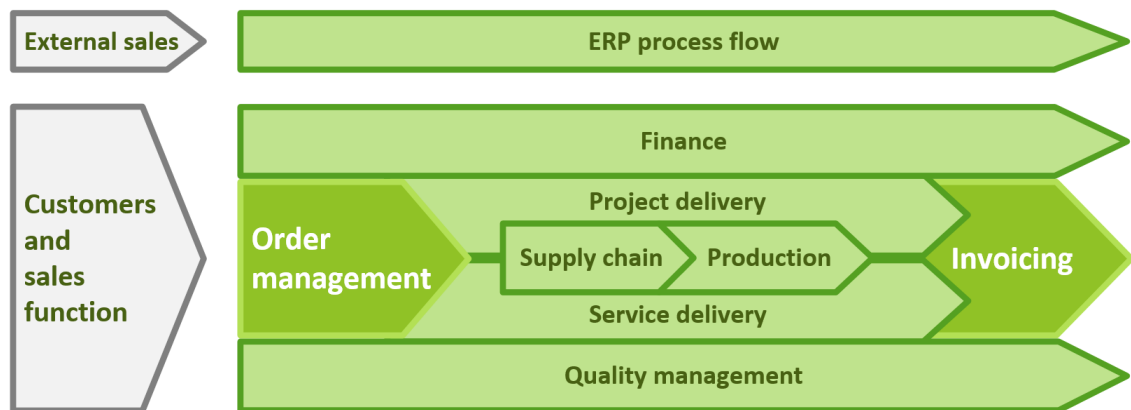 External sales
ERP process flow
Finance
Customers
and
sales
function
Order
management
Project delivery
Supply chain
Production
Service delivery
Invoicing
Quality management